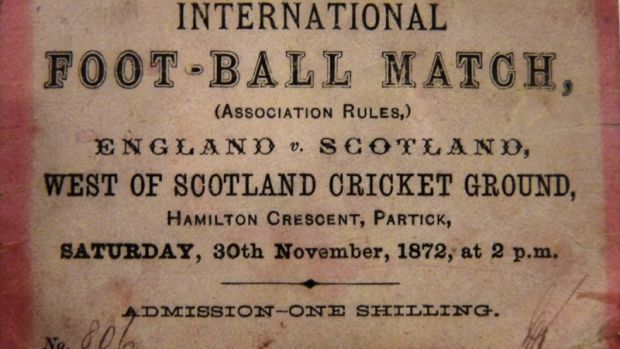 INTERNATIONAL
FOOT-BALL MATCH,
(ASSOCIATION RULES,)
ENGLAND v. SCOTLAND,
WEST OF SCOTLAND CRICKET GROUND,
HAMILTON CRESCENT, PARTICK,
SATURDAY, 30th November, 1872, at 2 p.m.
ADMISSION—ONE SHILLING.
No. 806